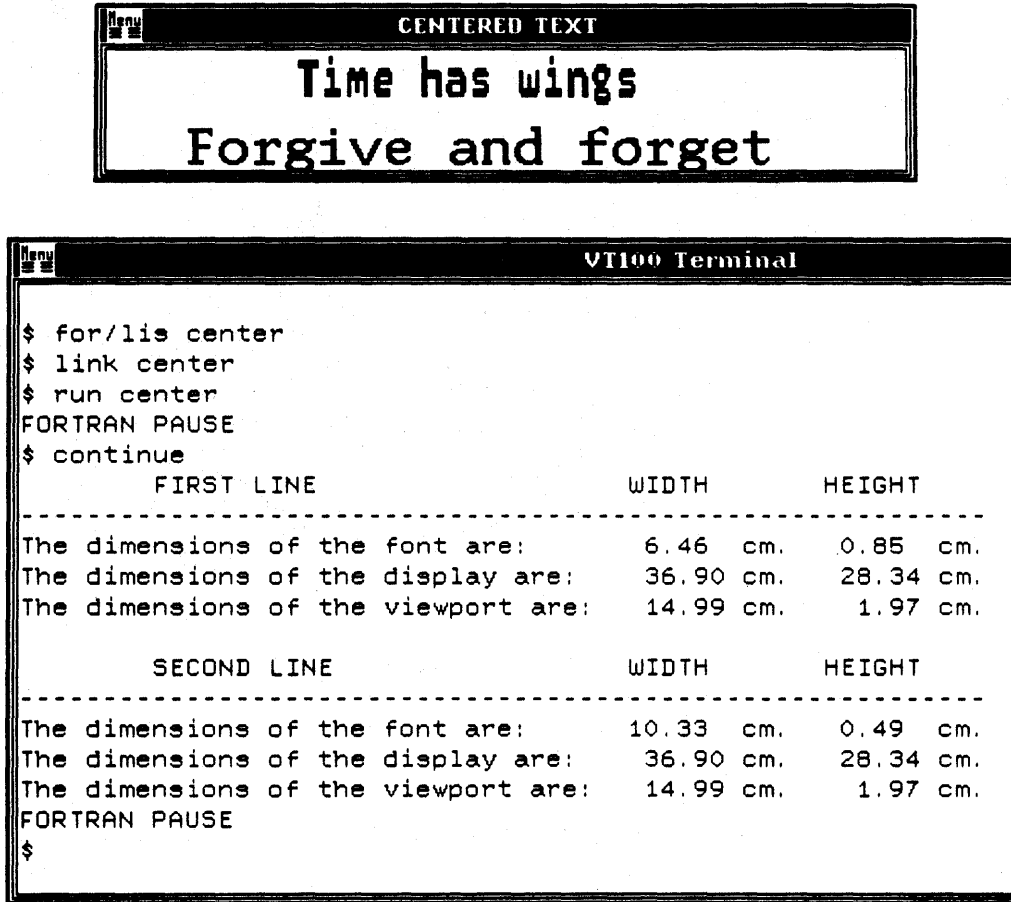 Menu CENTERED TEXT
Time has wings
Forgive and forget
Menu VT100 Terminal
$ for/lis center
$ link center
$ run center
FORTRAN PAUSE
$ continue
FIRST LINE WIDTH HEIGHT
-------------------------------------------------------
The dimensions of the font are: 6.46 cm. 0.85 cm.
The dimensions of the display are: 36.90 cm. 28.34 cm.
The dimensions of the viewport are: 14.99 cm. 1.97 cm.
SECOND LINE WIDTH HEIGHT
-------------------------------------------------------
The dimensions of the font are: 10.33 cm. 0.49 cm.
The dimensions of the display are: 36.90 cm. 28.34 cm.
The dimensions of the viewport are: 14.99 cm. 1.97 cm.
FORTRAN PAUSE
$